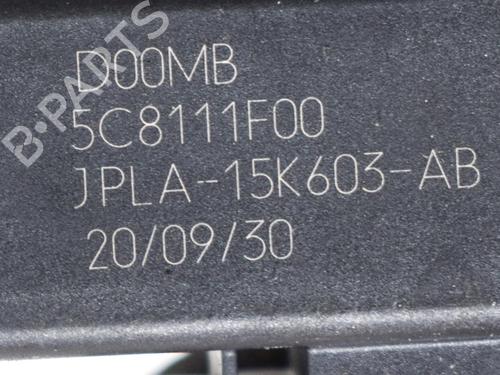 B-PARTS
D00MB
5C8111F00
JPLA-15K603-AB
20/09/30